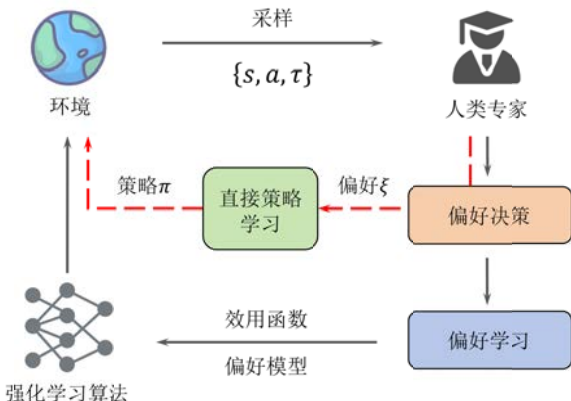 采样
{s, a, τ}
环境
人类专家
策略π
直接策略
学习
偏好ξ
偏好决策
效用函数
偏好模型
偏好学习
强化学习算法